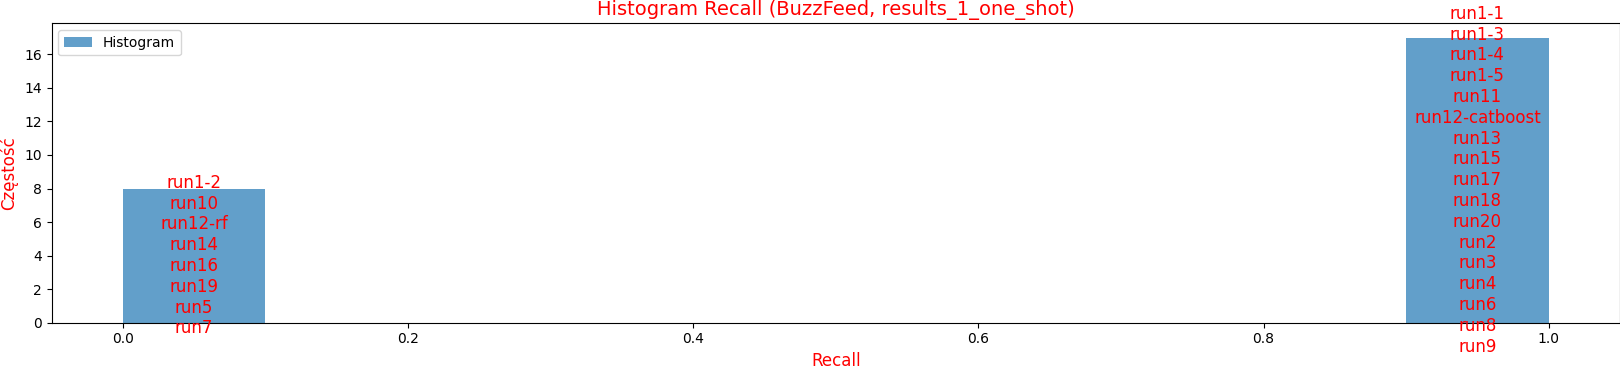 Histogram Recall (BuzzFeed, results_1_one_shot)
Histogram
Częstość
16
14
12
10
8
6
4
2
0
run1-2
run10
run12-rf
run14
run16
run19
run5
run7
run1-1
run1-3
run1-4
run1-5
run11
run12-catboost
run13
run15
run17
run18
run20
run2
run3
run4
run6
run8
run9
0.0 0.2 0.4 0.6 0.8 1.0
Recall